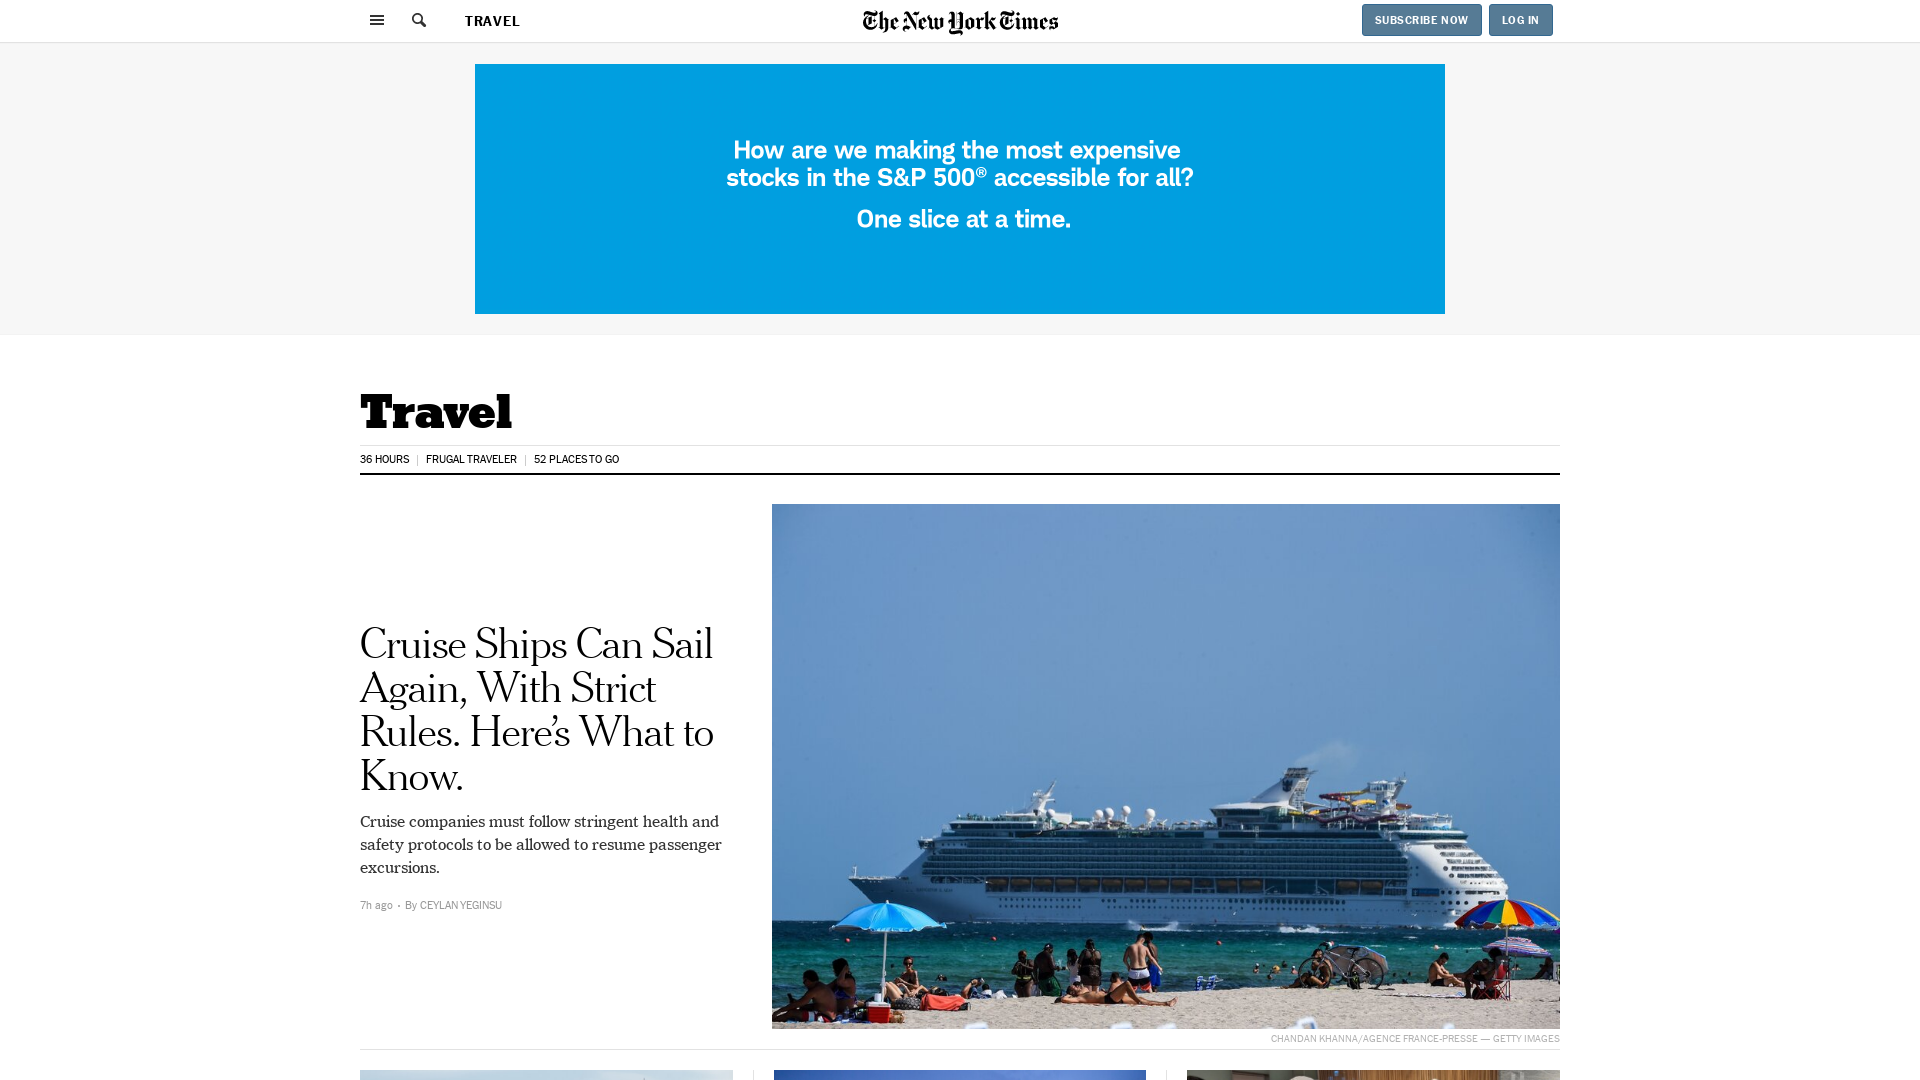 TRAVEL
The New York Times
SUBSCRIBE NOW
LOG IN
How are we making the most expensive
stocks in the S&P 500® accessible for all?
One slice at a time.
Travel
36 HOURS
FRUGAL TRAVELER
52 PLACES TO GO
Cruise Ships Can Sail
Again, With Strict
Rules. Here’s What to
Know.
Cruise companies must follow stringent health and
safety protocols to be allowed to resume passenger
excursions.
7h ago • By CEYLAN YEGINSU
CHANDAN KHANNA/AGENCE FRANCE-PRESSE — GETTY IMAGES